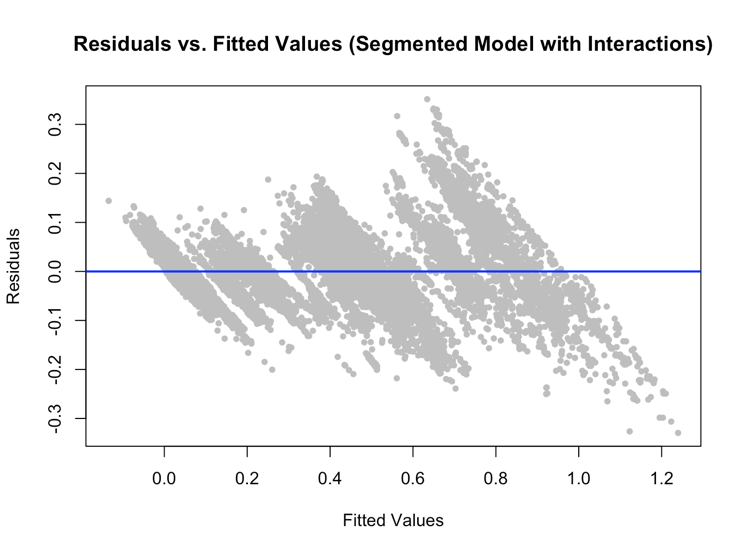 Residuals vs. Fitted Values (Segmented Model with Interactions)
0.3
0.2
0.1
0.0
-0.1
-0.2
-0.3
Residuals
0.0 0.2 0.4 0.6 0.8 1.0 1.2
Fitted Values